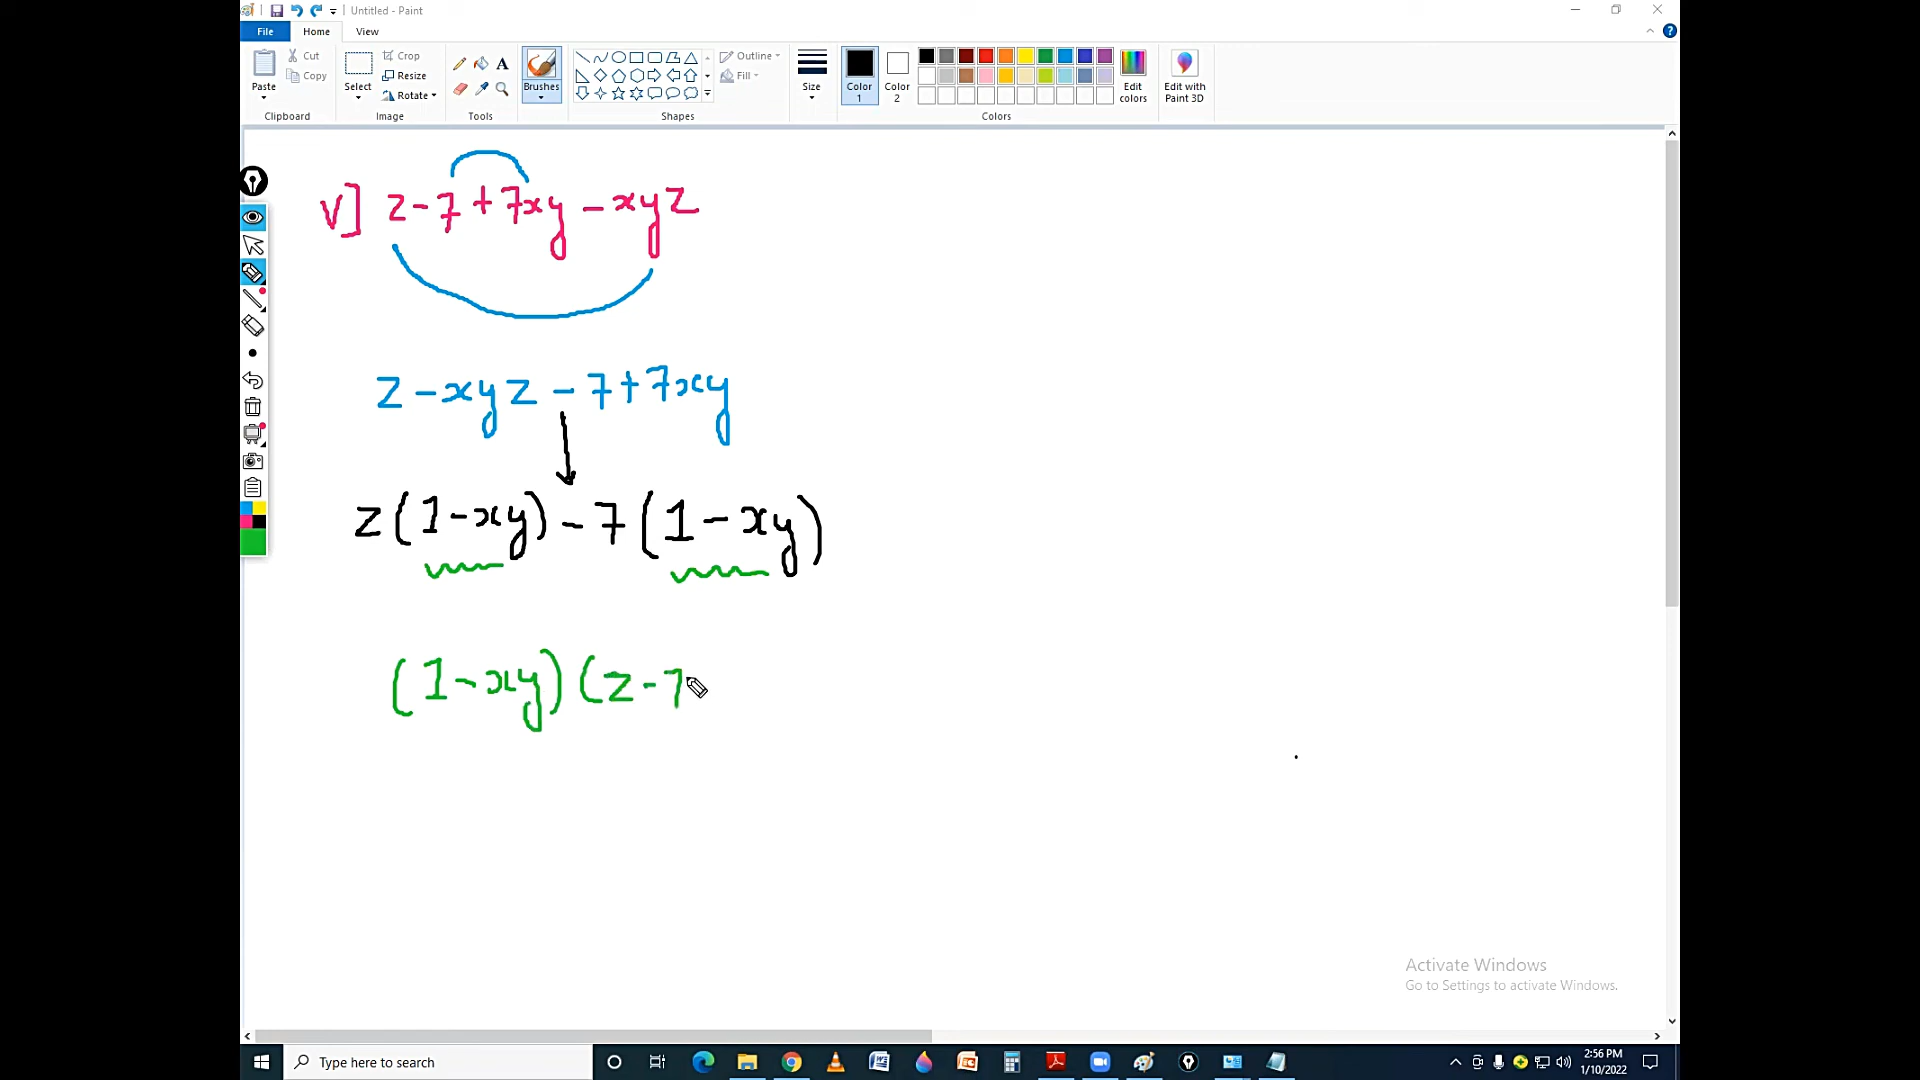 Untitled - Paint
File Home View
Paste Cut Copy Select Crop Resize Rotate Brushes Outline Fill Size Color 1 Color 2 Edit colors Edit with Paint 3D
Clipboard Image Tools Shapes Colors
v] z - 7 + 7xy - xyz
z - xyz - 7 + 7xy
z(1 - xy) - 7(1 - xy)
(1 - xy)(z - 7
Activate Windows
Go to Settings to activate Windows.
Type here to search
2:56 PM
1/10/2022